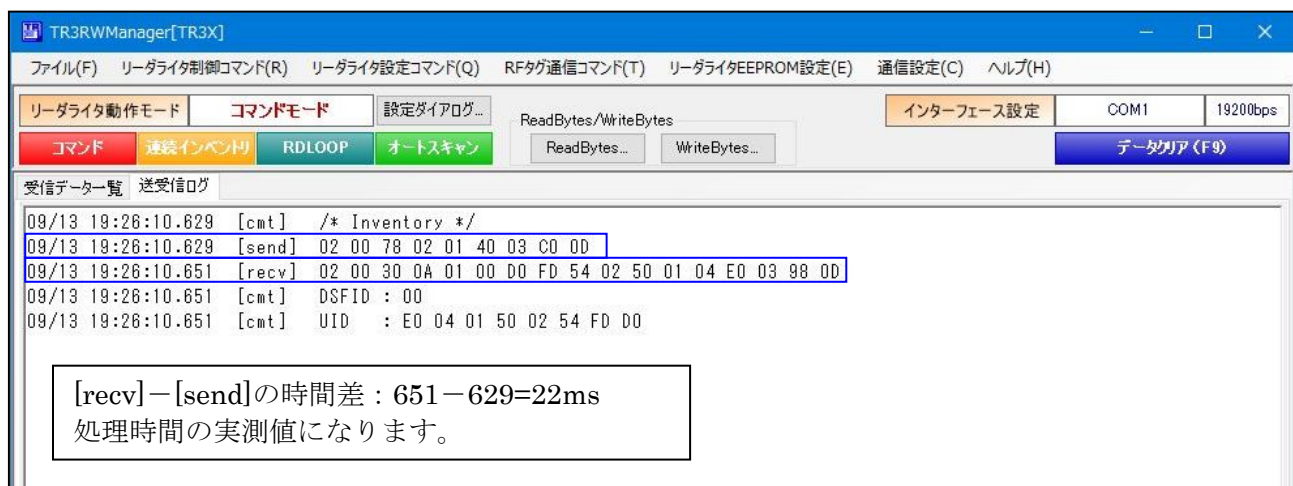 TR3RWManager[TR3X]
ファイル(F) リーダライタ制御コマンド(R) リーダライタ設定コマンド(Q) RFタグ通信コマンド(T) リーダライタEEPROM設定(E) 通信設定(C) ヘルプ(H)
リーダライタ動作モード コマンドモード 設定ダイアログ... ReadBytes/WriteBytes インターフェース設定 COM1 19200bps
コマンド 連続インベントリ RDLOOP オートスキャン ReadBytes... WriteBytes... データクリア(F9)
受信データ一覧 送受信ログ
09/13 19:26:10.629 [cmt] /* Inventory */
09/13 19:26:10.629 [send] 02 00 78 02 01 40 03 C0 0D
09/13 19:26:10.651 [recv] 02 00 30 0A 01 00 D0 FD 54 02 50 01 04 E0 03 98 0D
09/13 19:26:10.651 [cmt] DSFID : 00
09/13 19:26:10.651 [cmt] UID : E0 04 01 50 02 54 FD D0
[recv]－[send]の時間差：651－629=22ms
処理時間の実測値になります。